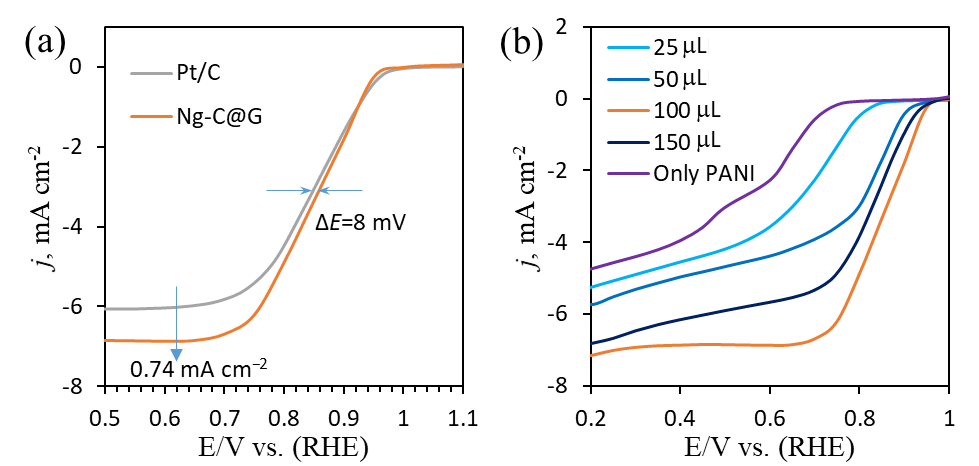 (a)
0
-2
-4
-6
-8
j, mA cm-2
Pt/C
Ng-C@G
ΔE=8 mV
0.74 mA cm–2
0.5 0.6 0.7 0.8 0.9 1 1.1
E/V vs. (RHE)
(b)
2
0
-2
-4
-6
-8
j, mA cm-2
25 μL
50 μL
100 μL
150 μL
Only PANI
0.2 0.4 0.6 0.8 1
E/V vs. (RHE)